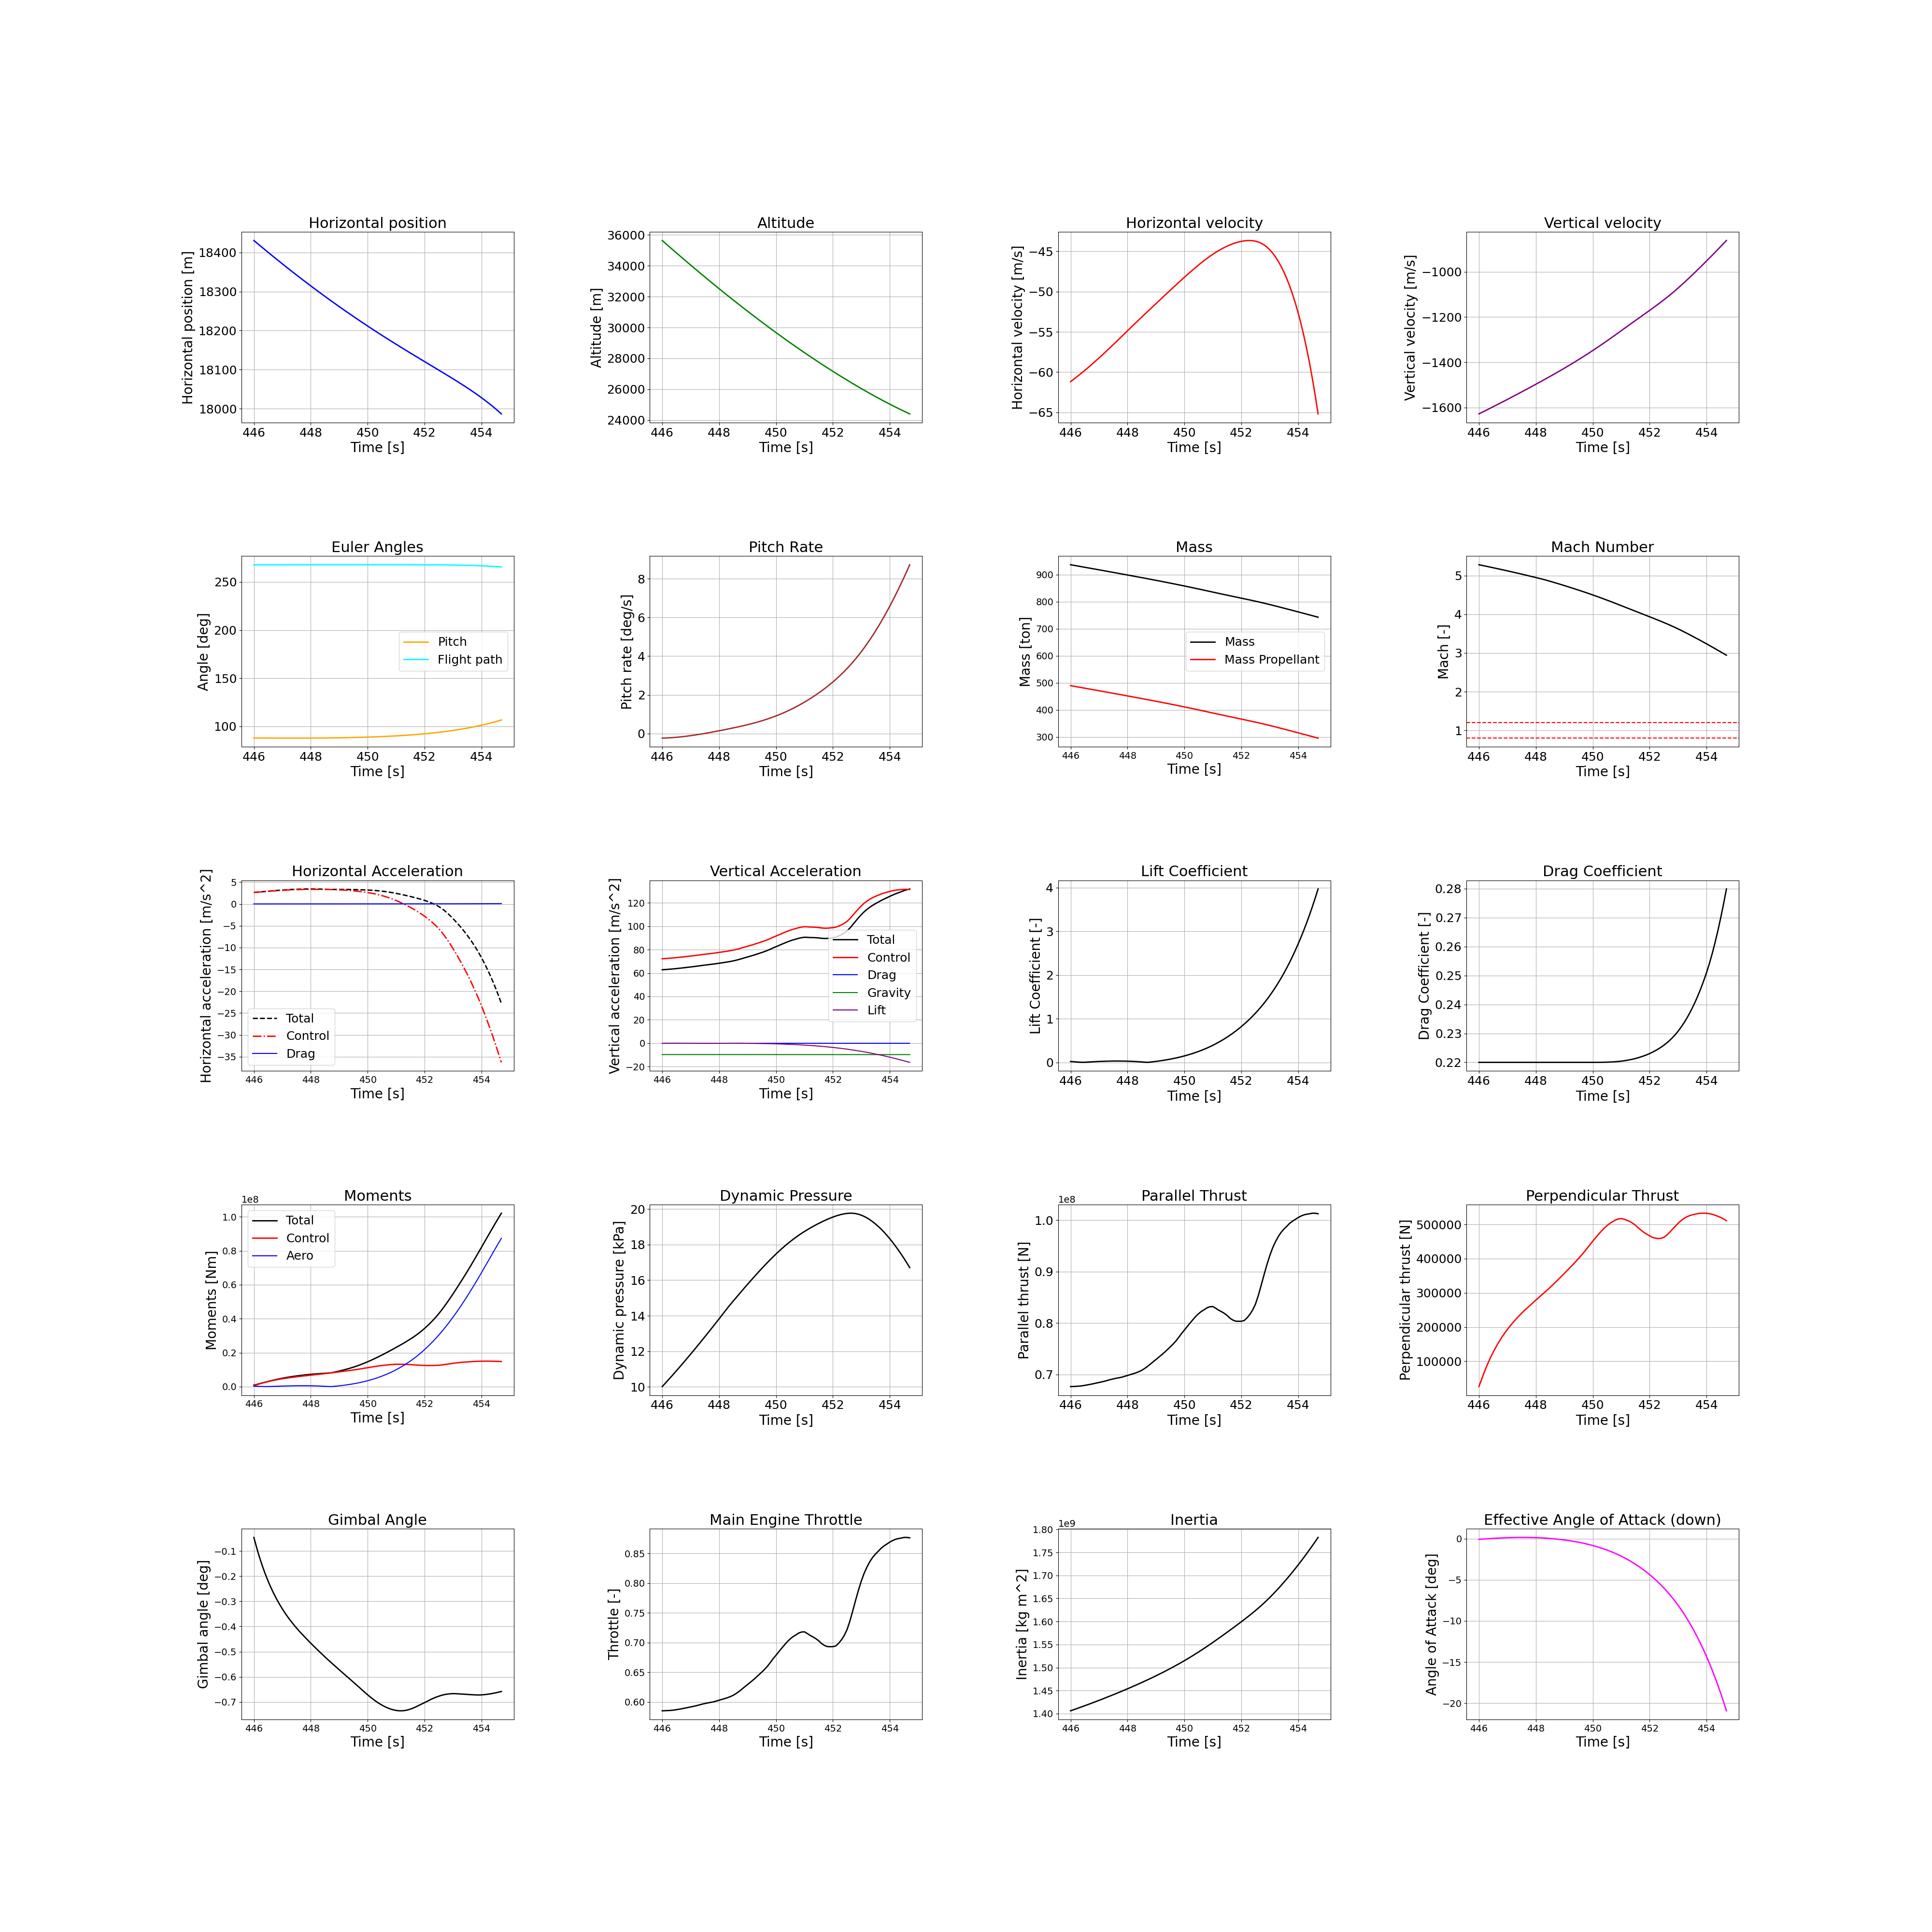 Horizontal position
Horizontal position [m]
18400
18300
18200
18100
18000
446 448 450 452 454
Time [s]
Altitude
Altitude [m]
36000
34000
32000
30000
28000
26000
24000
446 448 450 452 454
Time [s]
Horizontal velocity
Horizontal velocity [m/s]
−45
−50
−55
−60
−65
446 448 450 452 454
Time [s]
Vertical velocity
Vertical velocity [m/s]
−1000
−1200
−1400
−1600
446 448 450 452 454
Time [s]
Euler Angles
Angle [deg]
250
200
150
100
Pitch
Flight path
446 448 450 452 454
Time [s]
Pitch Rate
Pitch rate [deg/s]
8
6
4
2
0
446 448 450 452 454
Time [s]
Mass
Mass [ton]
900
800
700
600
500
400
300
Mass
Mass Propellant
446 448 450 452 454
Time [s]
Mach Number
Mach [-]
5
4
3
2
1
446 448 450 452 454
Time [s]
Horizontal Acceleration
Horizontal acceleration [m/s^2]
5
0
−5
−10
−15
−20
−25
−30
−35
Total
Control
Drag
446 448 450 452 454
Time [s]
Vertical Acceleration
Vertical acceleration [m/s^2]
120
100
80
60
40
20
0
−20
Total
Control
Drag
Gravity
Lift
446 448 450 452 454
Time [s]
Lift Coefficient
Lift Coefficient [-]
4
3
2
1
0
446 448 450 452 454
Time [s]
Drag Coefficient
Drag Coefficient [-]
0.28
0.27
0.26
0.25
0.24
0.23
0.22
446 448 450 452 454
Time [s]
Moments
1e8
Moments [Nm]
1.0
0.8
0.6
0.4
0.2
0.0
Total
Control
Aero
446 448 450 452 454
Time [s]
Dynamic Pressure
Dynamic pressure [kPa]
20
18
16
14
12
10
446 448 450 452 454
Time [s]
Parallel Thrust
1e8
Parallel thrust [N]
1.0
0.9
0.8
0.7
446 448 450 452 454
Time [s]
Perpendicular Thrust
Perpendicular thrust [N]
500000
400000
300000
200000
100000
446 448 450 452 454
Time [s]
Gimbal Angle
Gimbal angle [deg]
−0.1
−0.2
−0.3
−0.4
−0.5
−0.6
−0.7
446 448 450 452 454
Time [s]
Main Engine Throttle
Throttle [-]
0.85
0.80
0.75
0.70
0.65
0.60
446 448 450 452 454
Time [s]
Inertia
1e9
Inertia [kg m^2]
1.80
1.75
1.70
1.65
1.60
1.55
1.50
1.45
1.40
446 448 450 452 454
Time [s]
Effective Angle of Attack (down)
Angle of Attack [deg]
0
−5
−10
−15
−20
446 448 450 452 454
Time [s]